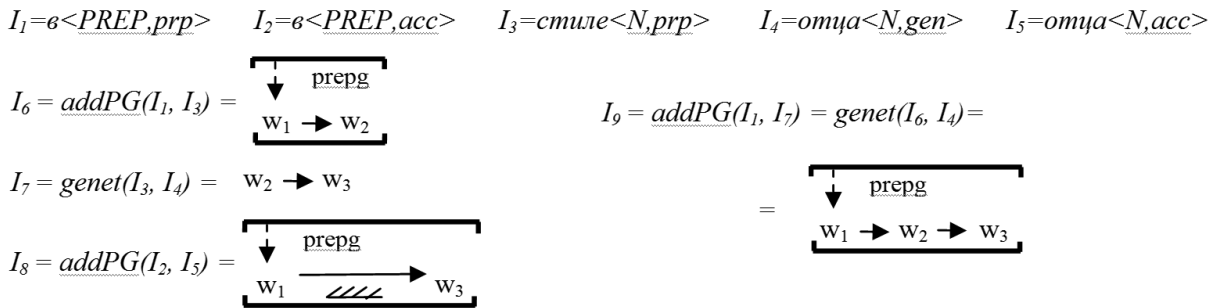 I₁=в<PREP,prp> I₂=в<PREP,acc> I₃=стиле<N,prp> I₄=отца<N,gen> I₅=отца<N,acc>
prepg
I₆ = addPG(I₁, I₃) =
w₁ w₂
I₉ = addPG(I₁, I₇) = genet(I₆, I₄)=
I₇ = genet(I₃, I₄) = w₂ w₃
prepg
=
w₁ w₂ w₃
prepg
I₈ = addPG(I₂, I₅) =
w₁ w₃